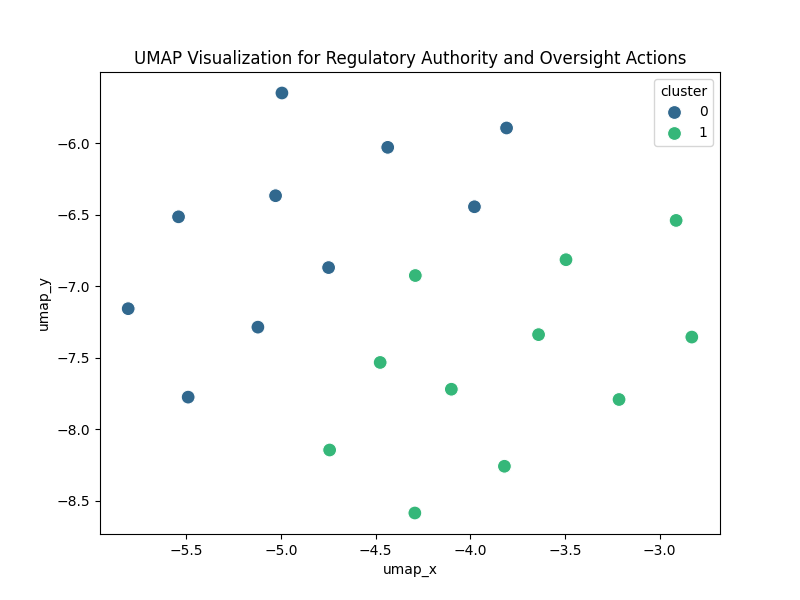 UMAP Visualization for Regulatory Authority and Oversight Actions
cluster
0
1
−6.0
−6.5
−7.0
−7.5
−8.0
−8.5
umap_y
−5.5 −5.0 −4.5 −4.0 −3.5 −3.0
umap_x